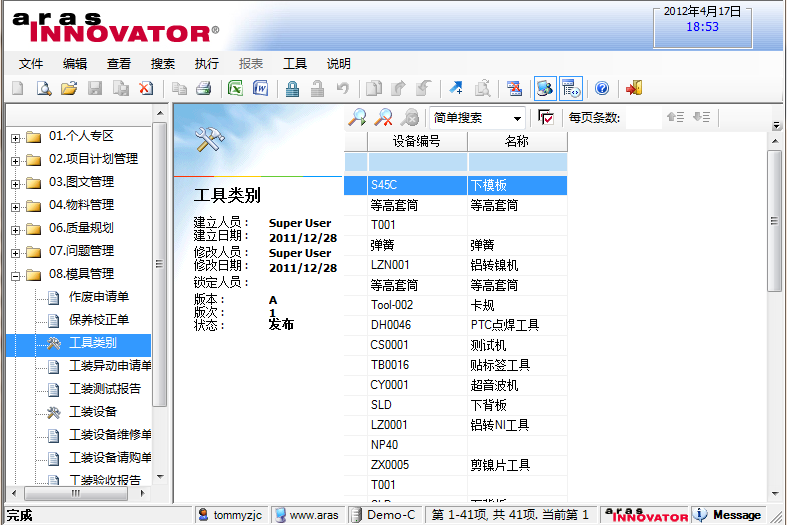 aras
INNOVATOR®
2012年4月17日
18:53
文件 编辑 查看 搜索 执行 报表 工具 说明
简单搜索 每页条数:
01.个人专区
02.项目计划管理
03.图文管理
04.物料管理
06.质量规划
07.问题管理
08.模具管理
作废申请单
保养校正单
工具类别
工装异动申请单
工装测试报告
工装设备
工装设备维修单
工装设备请购单
工装验收报告
工具类别
建立人员: Super User
建立日期: 2011/12/28
修改人员: Super User
修改日期: 2011/12/28
锁定人员:
版本: A
版次: 1
状态: 发布
设备编号 名称
S45C 下模板
等高套筒 等高套筒
T001
弹簧 弹簧
LZN001 铝转镍机
等高套筒 等高套筒
Tool-002 卡规
DH0046 PTC点焊工具
CS0001 测试机
TB0016 贴标签工具
CY0001 超音波机
SLD 下背板
LZ0001 铝转NI工具
NP40
ZX0005 剪镍片工具
T001
SLD 下背板
完成 tommyzjc www.aras Demo-C 第 1-41项, 共 41项. 当前第 1 aras INNOVATOR Message